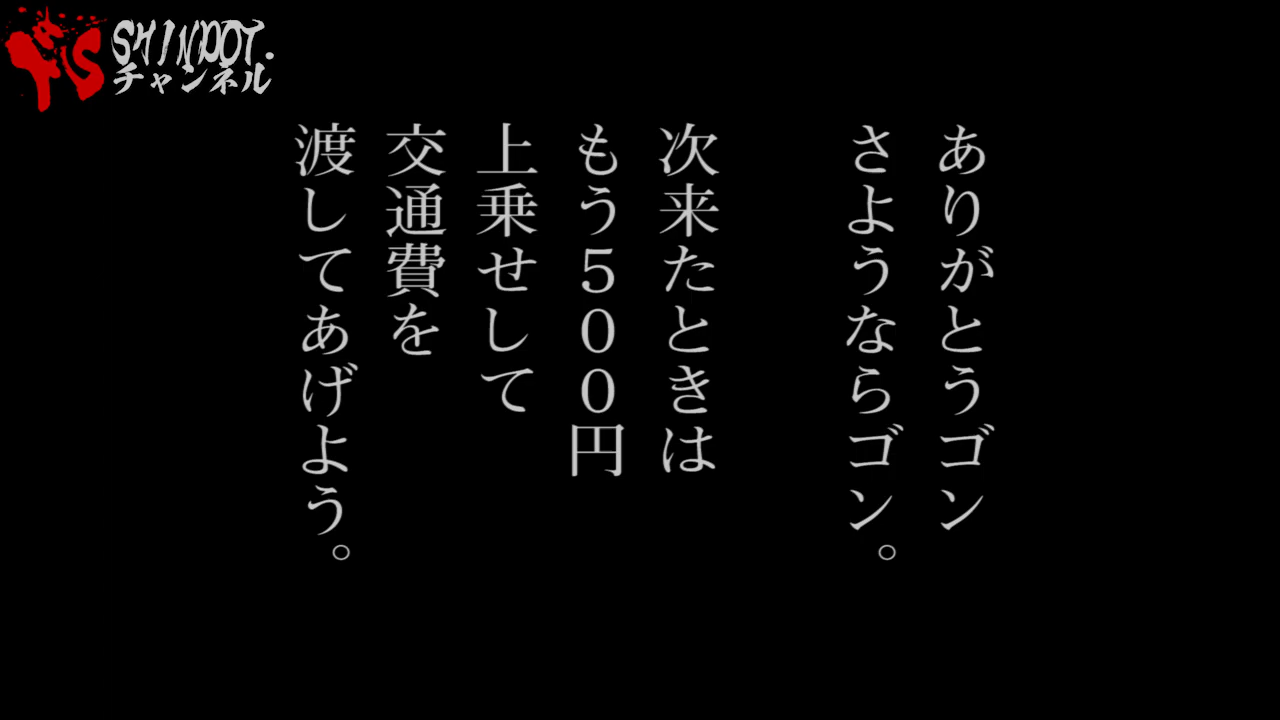 SHINDOT.
チャンネル
ありがとうゴン
さようならゴン。
次来たときは
もう５００円
上乗せして
交通費を
渡してあげよう。